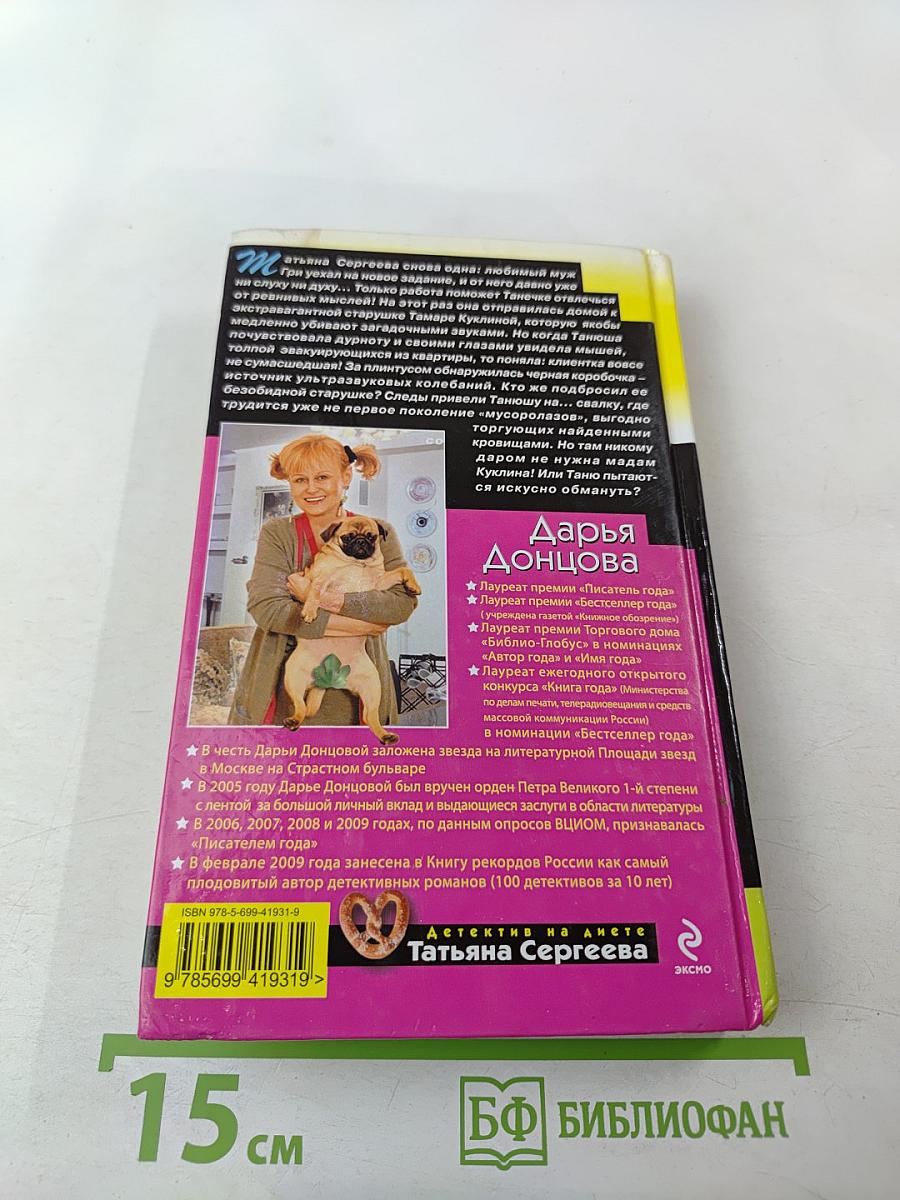 Татьяна Сергеева снова одна: любимый муж
Гри уехал на новое задание, и от него давно уже
ни слуху ни духу... Только работа поможет Танечке отвлечься
от ревнивых мыслей! На этот раз она отправилась домой к
экстравагантной старушке Тамаре Куклиной, которую якобы
медленно убивают загадочными звуками. Но когда Танюша
почувствовала дурноту и своими глазами увидела мышей,
толпой эвакуирующихся из квартиры, то поняла: клиентка вовсе
не сумасшедшая! За плинтусом обнаружилась черная коробочка –
источник ультразвуковых колебаний. Кто же подбросил ее
безобидной старушке? Следы привели Танюшу на... свалку, где
трудится уже не первое поколение «мусоролазов», выгодно
торгующих найденными
кровищами. Но там никому
даром не нужна мадам
Куклина! Или Таню пытают-
ся искусно обмануть?
со
Дарья
Донцова
Лауреат премии «Писатель года»
Лауреат премии «Бестселлер года»
(учреждена газетой «Книжное обозрение»)
Лауреат премии Торгового дома
«Библио-Глобус» в номинациях
«Автор года» и «Имя года»
Лауреат ежегодного открытого
конкурса «Книга года» (Министерства
по делам печати, телерадиовещания и средств
массовой коммуникации России)
в номинации «Бестселлер года»
В честь Дарьи Донцовой заложена звезда на литературной Площади звезд
в Москве на Страстном бульваре
В 2005 году Дарье Донцовой был вручен орден Петра Великого 1-й степени
с лентой за большой личный вклад и выдающиеся заслуги в области литературы
В 2006, 2007, 2008 и 2009 годах, по данным опросов ВЦИОМ, признавалась
«Писателем года»
В феврале 2009 года занесена в Книгу рекордов России как самый
плодовитый автор детективных романов (100 детективов за 10 лет)
ISBN 978-5-699-41931-9
9 785699 419319 >
Детектив на диете
Татьяна Сергеева
ЭКСМО
15 см
БФ БИБЛИОФАН